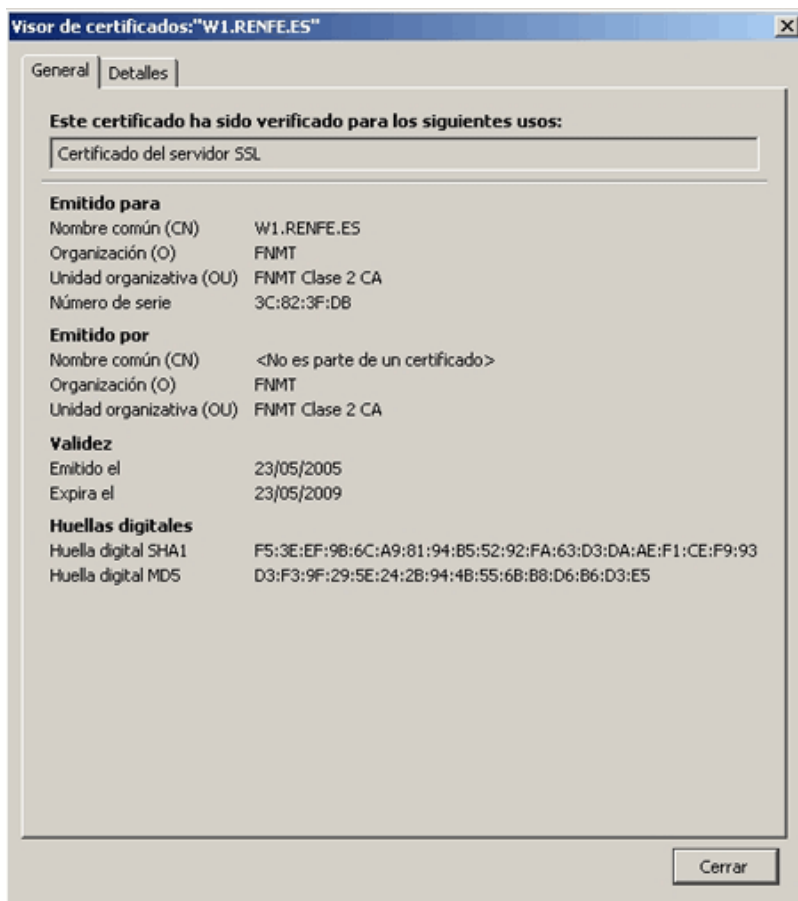 Visor de certificados:"W1.RENFE.ES"
General Detalles
Este certificado ha sido verificado para los siguientes usos:
Certificado del servidor SSL
Emitido para
Nombre común (CN) W1.RENFE.ES
Organización (O) FNMT
Unidad organizativa (OU) FNMT Clase 2 CA
Número de serie 3C:82:3F:DB
Emitido por
Nombre común (CN) <No es parte de un certificado>
Organización (O) FNMT
Unidad organizativa (OU) FNMT Clase 2 CA
Validez
Emitido el 23/05/2005
Expira el 23/05/2009
Huellas digitales
Huella digital SHA1 F5:3E:EF:9B:6C:A9:81:94:B5:52:92:FA:63:D3:DA:AE:F1:CE:F9:93
Huella digital MD5 D3:F3:9F:29:5E:24:2B:94:4B:55:6B:B8:D6:B6:D3:E5
Cerrar